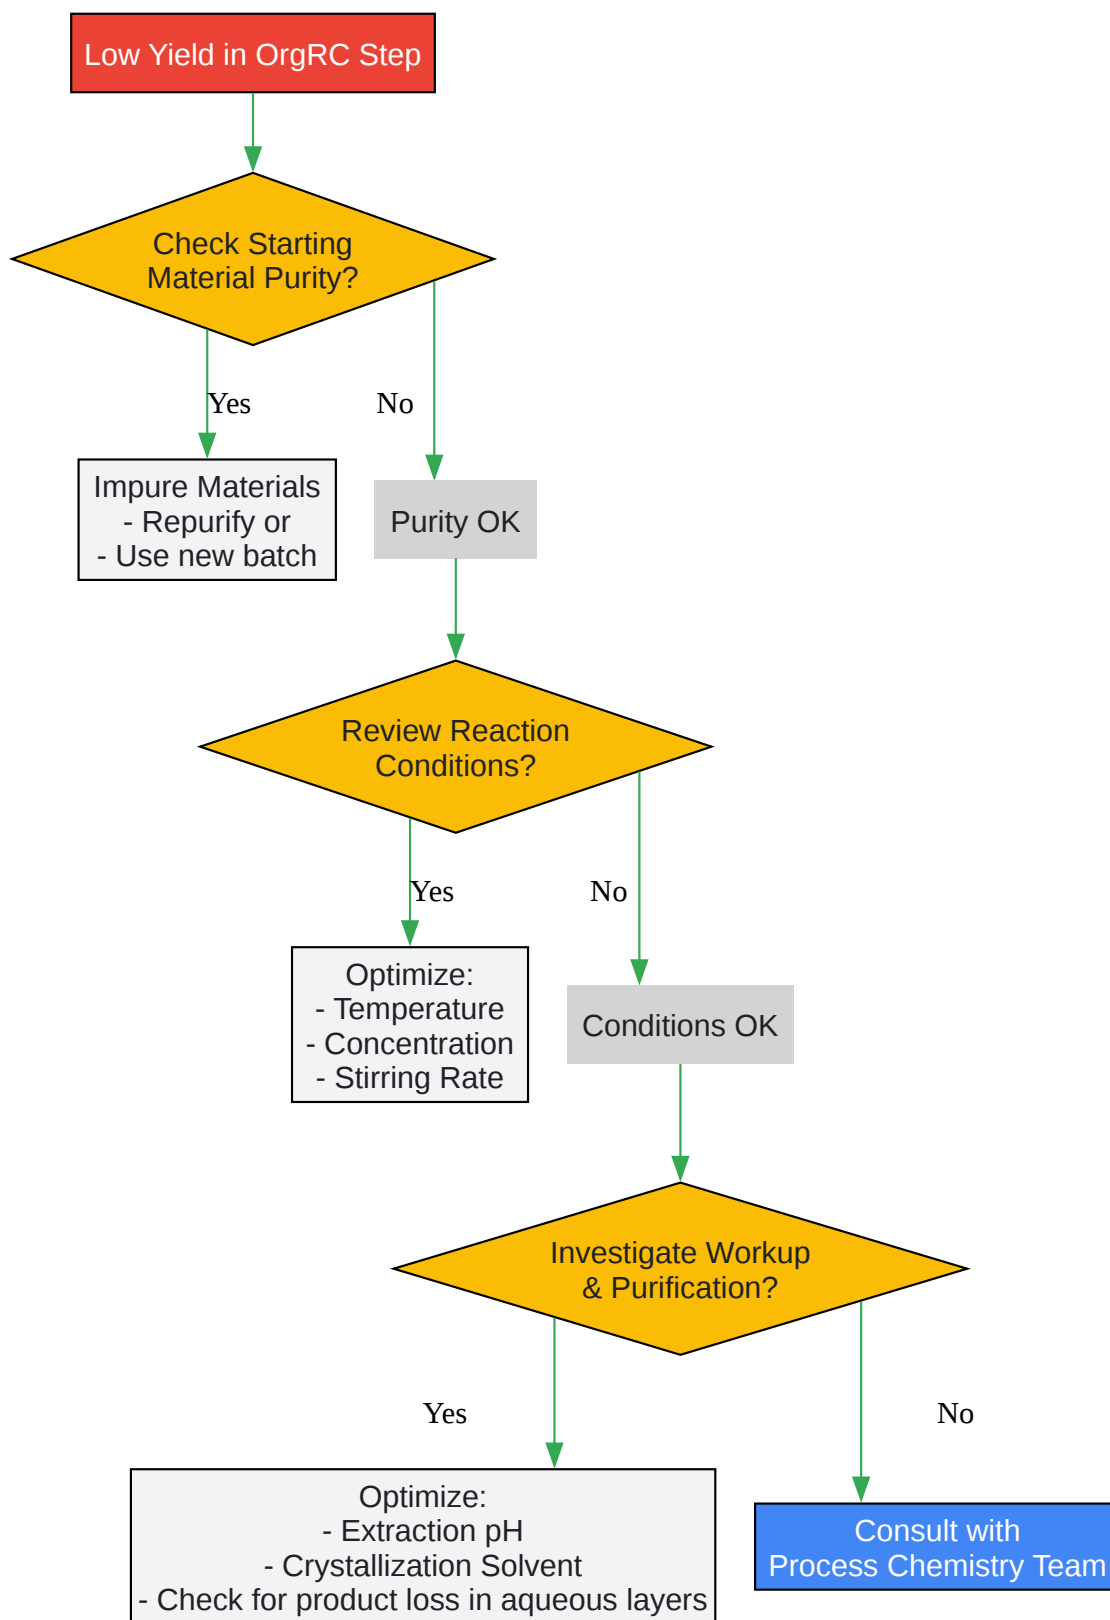 Low Yield in OrgRC Step
Check Starting
Material Purity?
Yes
No
Impure Materials
- Repurify or
- Use new batch
Purity OK
Review Reaction
Conditions?
Yes
No
Optimize:
- Temperature
- Concentration
- Stirring Rate
Conditions OK
Investigate Workup
& Purification?
Yes
No
Optimize:
- Extraction pH
- Crystallization Solvent
- Check for product loss in aqueous layers
Consult with
Process Chemistry Team